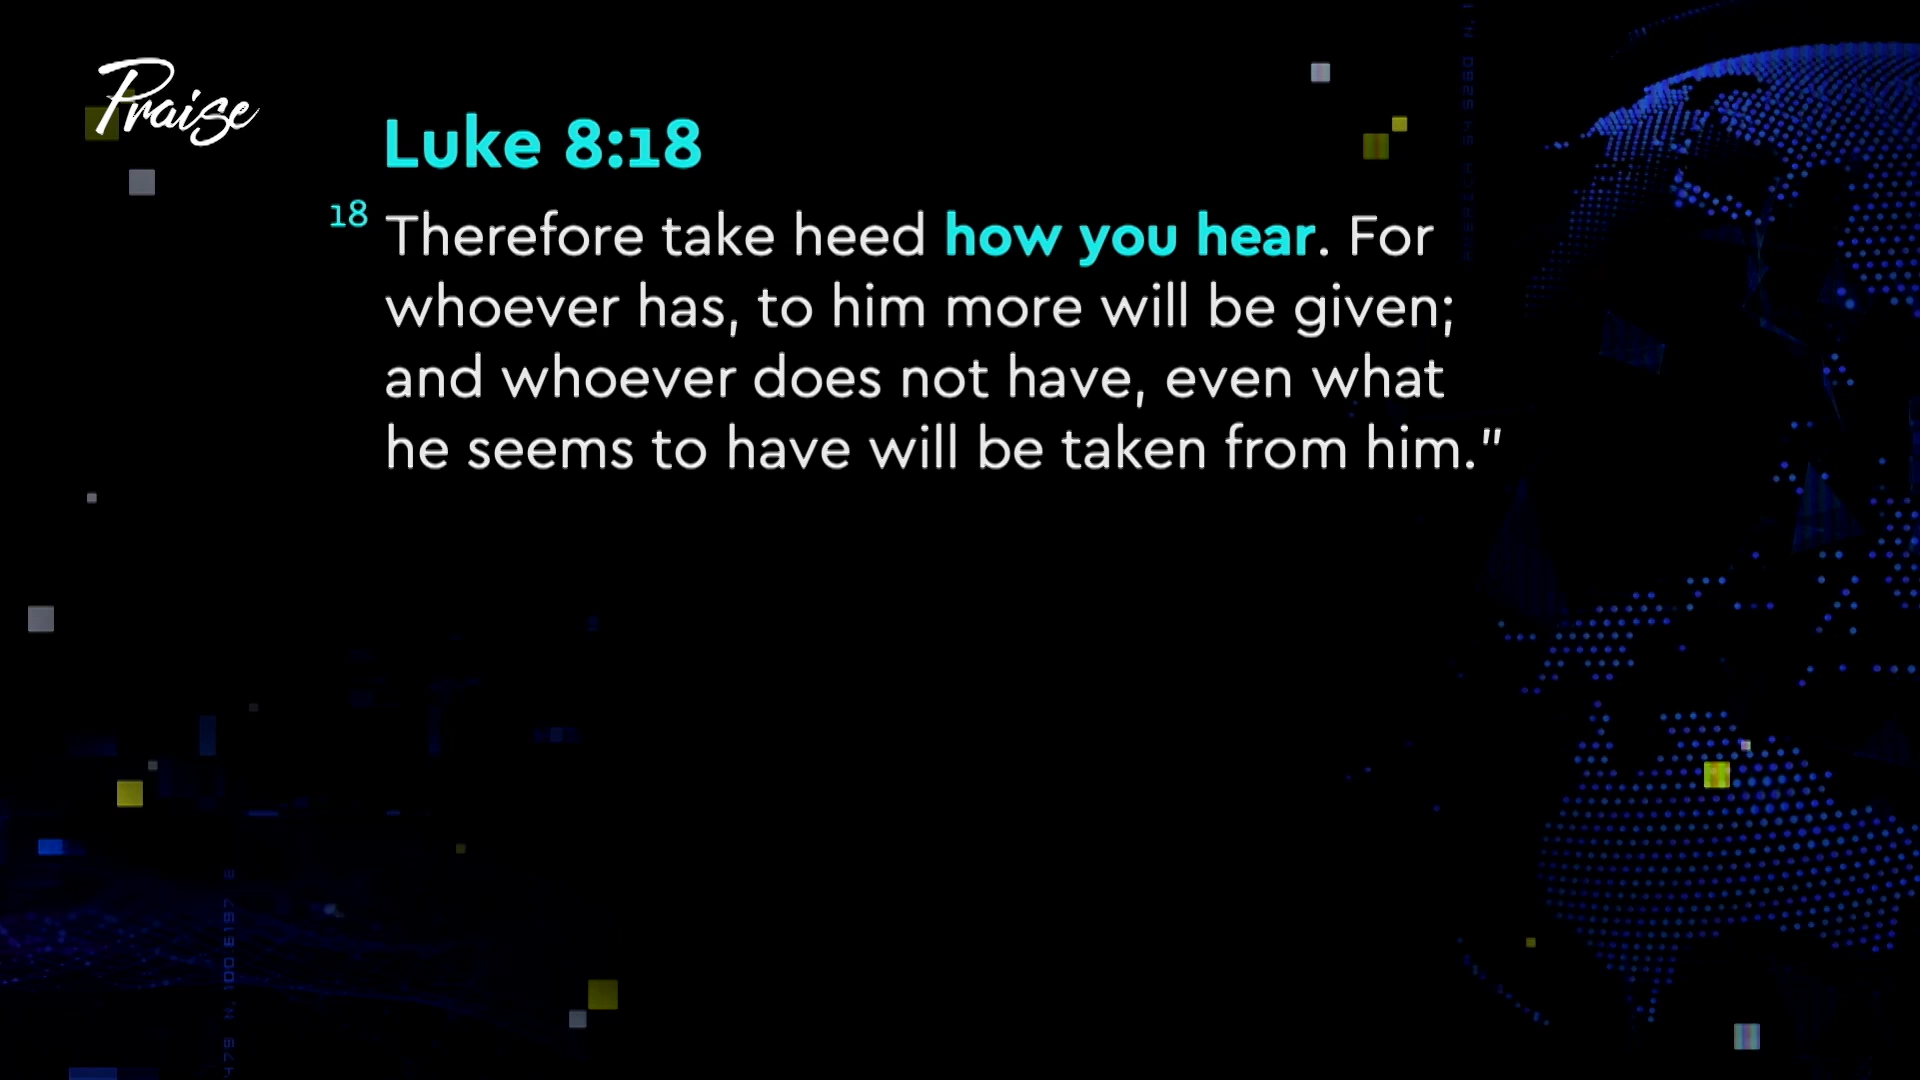 Praise
Luke 8:18
18 Therefore take heed how you hear. For
whoever has, to him more will be given;
and whoever does not have, even what
he seems to have will be taken from him."